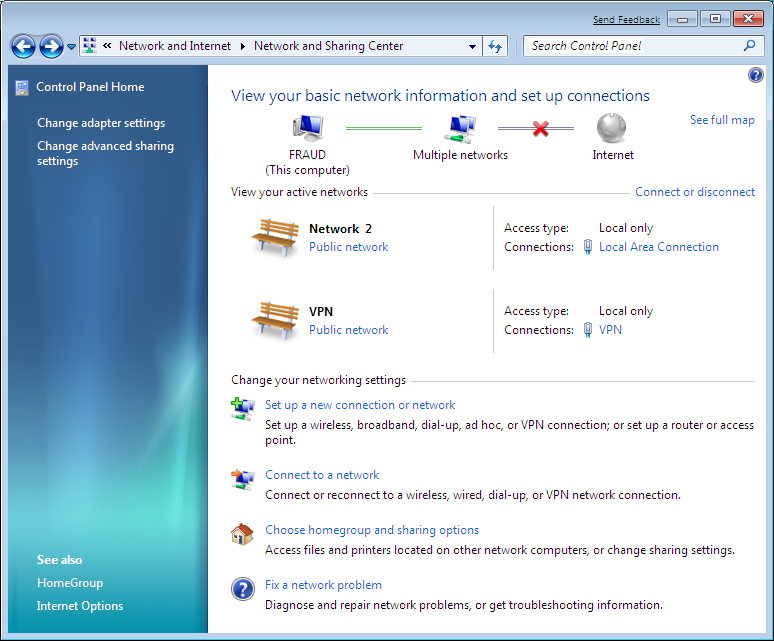 Send Feedback
« Network and Internet ▸ Network and Sharing Center
Search Control Panel
Control Panel Home
Change adapter settings
Change advanced sharing
settings
See also
HomeGroup
Internet Options
View your basic network information and set up connections
See full map
FRAUD
(This computer)
Multiple networks
Internet
View your active networks
Connect or disconnect
Network 2
Public network
Access type: Local only
Connections: Local Area Connection
VPN
Public network
Access type: Local only
Connections: VPN
Change your networking settings
Set up a new connection or network
Set up a wireless, broadband, dial-up, ad hoc, or VPN connection; or set up a router or access
point.
Connect to a network
Connect or reconnect to a wireless, wired, dial-up, or VPN network connection.
Choose homegroup and sharing options
Access files and printers located on other network computers, or change sharing settings.
Fix a network problem
Diagnose and repair network problems, or get troubleshooting information.